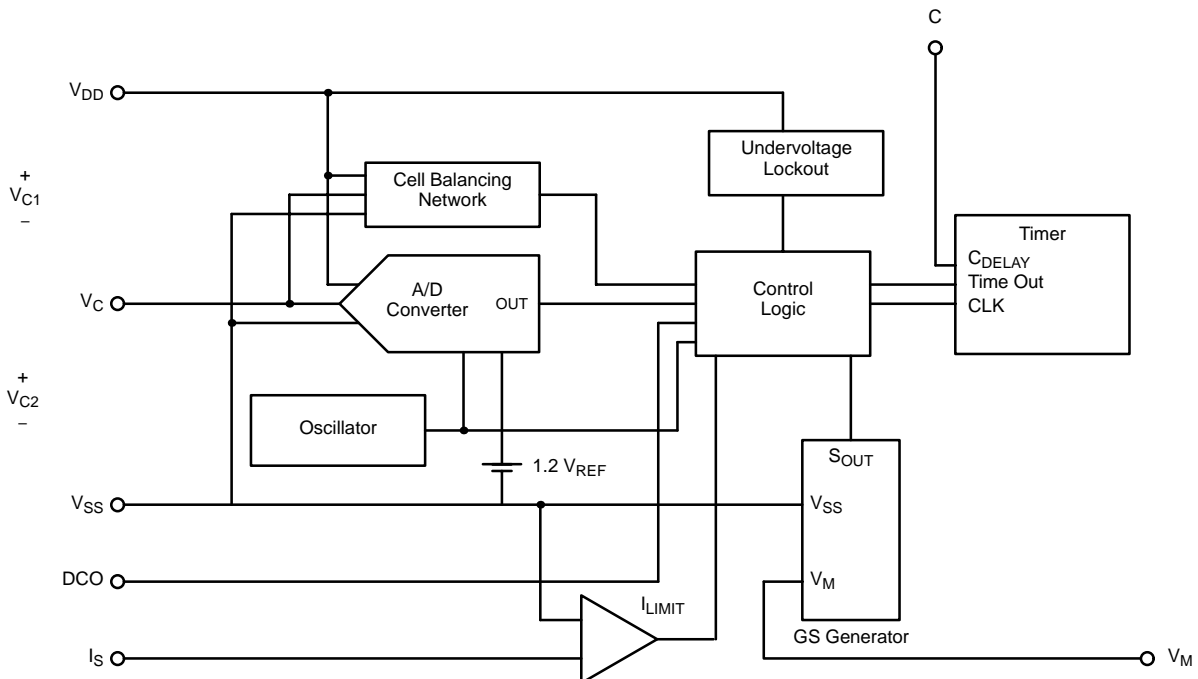 C
VDD
Undervoltage
Lockout
+
VC1
–
Cell Balancing
Network
Timer
CDELAY
Time Out
CLK
VC
A/D
Converter
OUT
Control
Logic
+
VC2
–
Oscillator
1.2 VREF
SOUT
VSS
VSS
DCO
VM
ILIMIT
GS Generator
IS
VM